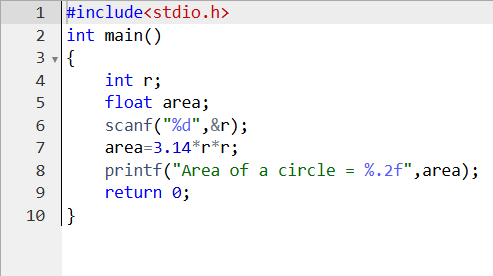 1 #include<stdio.h>
2 int main()
3 {
4     int r;
5     float area;
6     scanf("%d",&r);
7     area=3.14*r*r;
8     printf("Area of a circle = %.2f",area);
9     return 0;
10 }